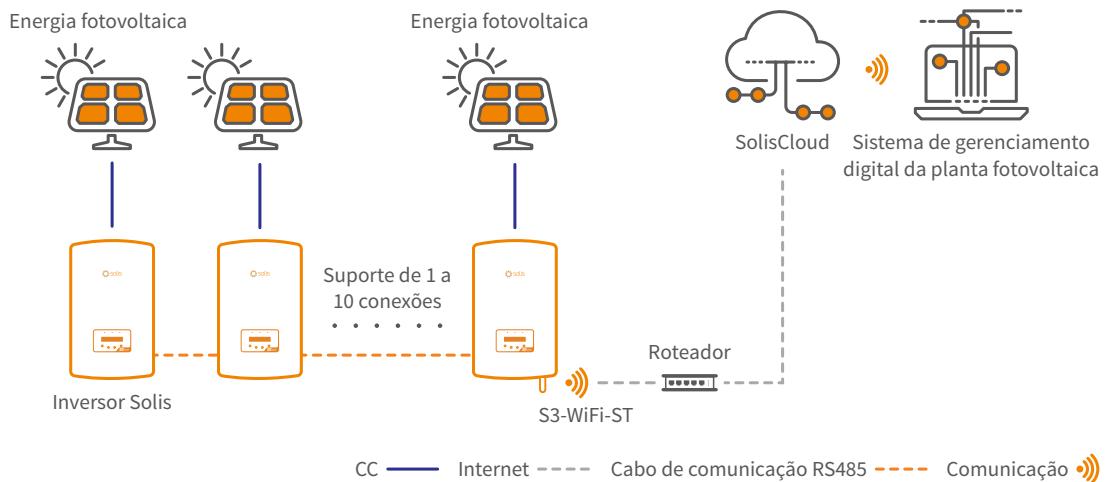 Energia fotovoltaica
Energia fotovoltaica
SolisCloud
Sistema de gerenciamento
digital da planta fotovoltaica
solis
solis
solis
Suporte de 1 a
10 conexões
Inversor Solis
Roteador
S3-WiFi-ST
CC
Internet
Cabo de comunicação RS485
Comunicação